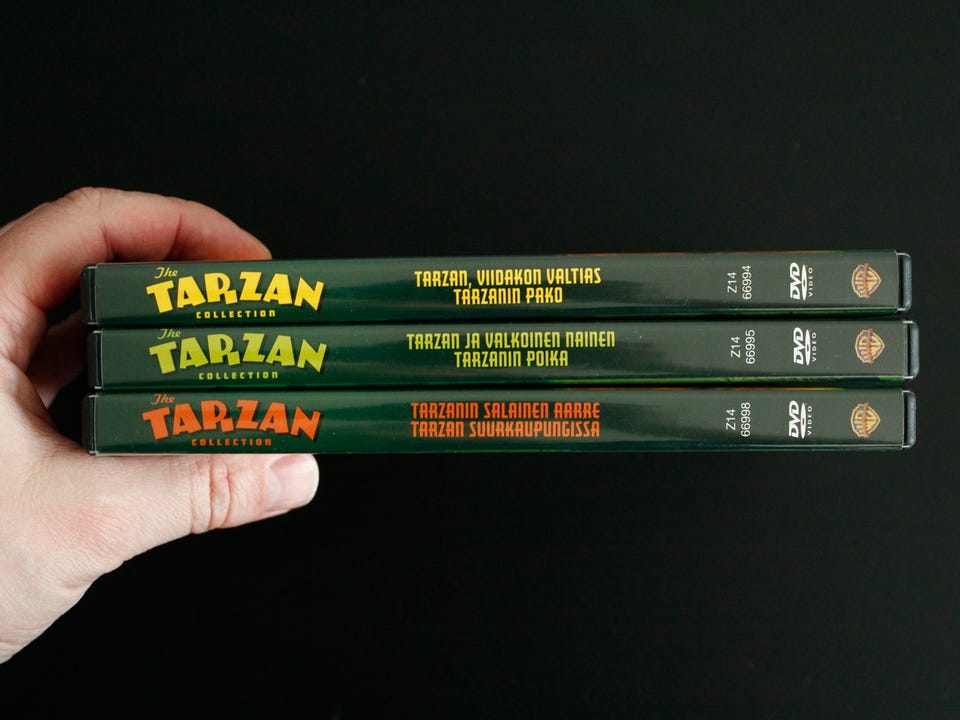 The
TARZAN
COLLECTION
TARZAN, VIIDAKON VALTIAS
TARZANIN PAKO
Z14
66994
DVD
VIDEO
The
TARZAN
COLLECTION
TARZAN JA VALKOINEN NAINEN
TARZANIN POIKA
Z14
66995
DVD
VIDEO
The
TARZAN
COLLECTION
TARZANIN SALAINEN AARRE
TARZAN SUURKAUPUNGISSA
Z14
66998
DVD
VIDEO